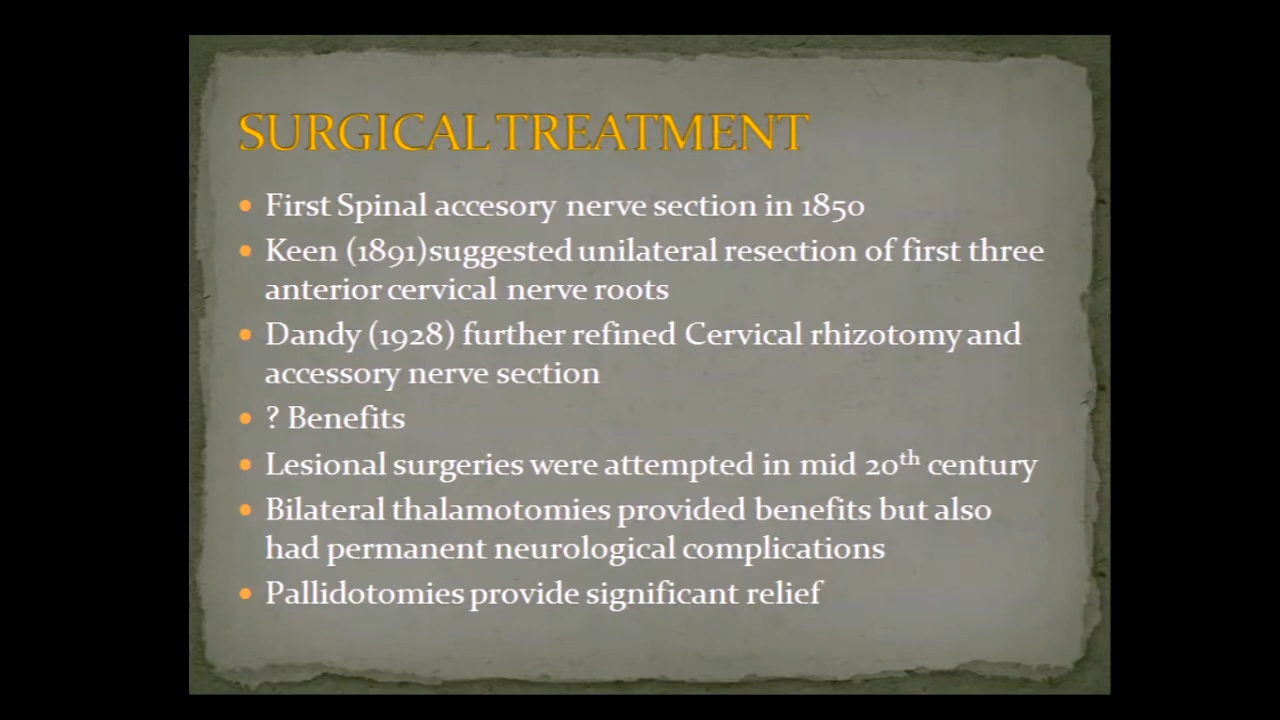 SURGICAL TREATMENT
• First Spinal accesory nerve section in 1850
• Keen (1891)suggested unilateral resection of first three
anterior cervical nerve roots
• Dandy (1928) further refined Cervical rhizotomy and
accessory nerve section
• ? Benefits
• Lesional surgeries were attempted in mid 20th century
• Bilateral thalamotomies provided benefits but also
had permanent neurological complications
• Pallidotomies provide significant relief